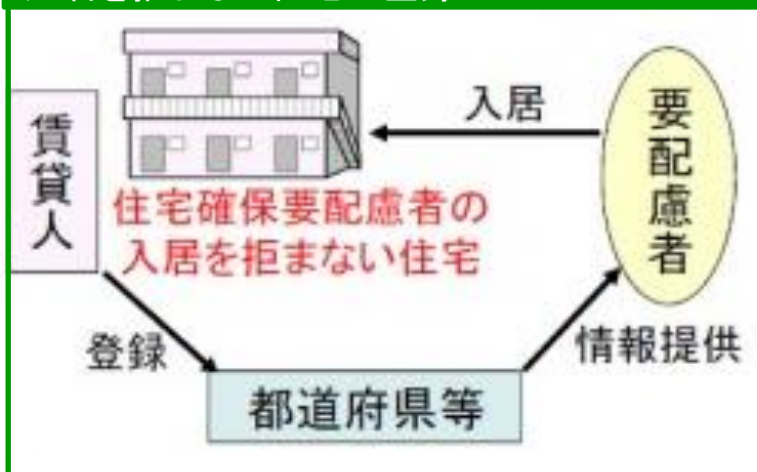 入居
要配慮者
賃貸人
住宅確保要配慮者の
入居を拒まない住宅
登録
情報提供
都道府県等